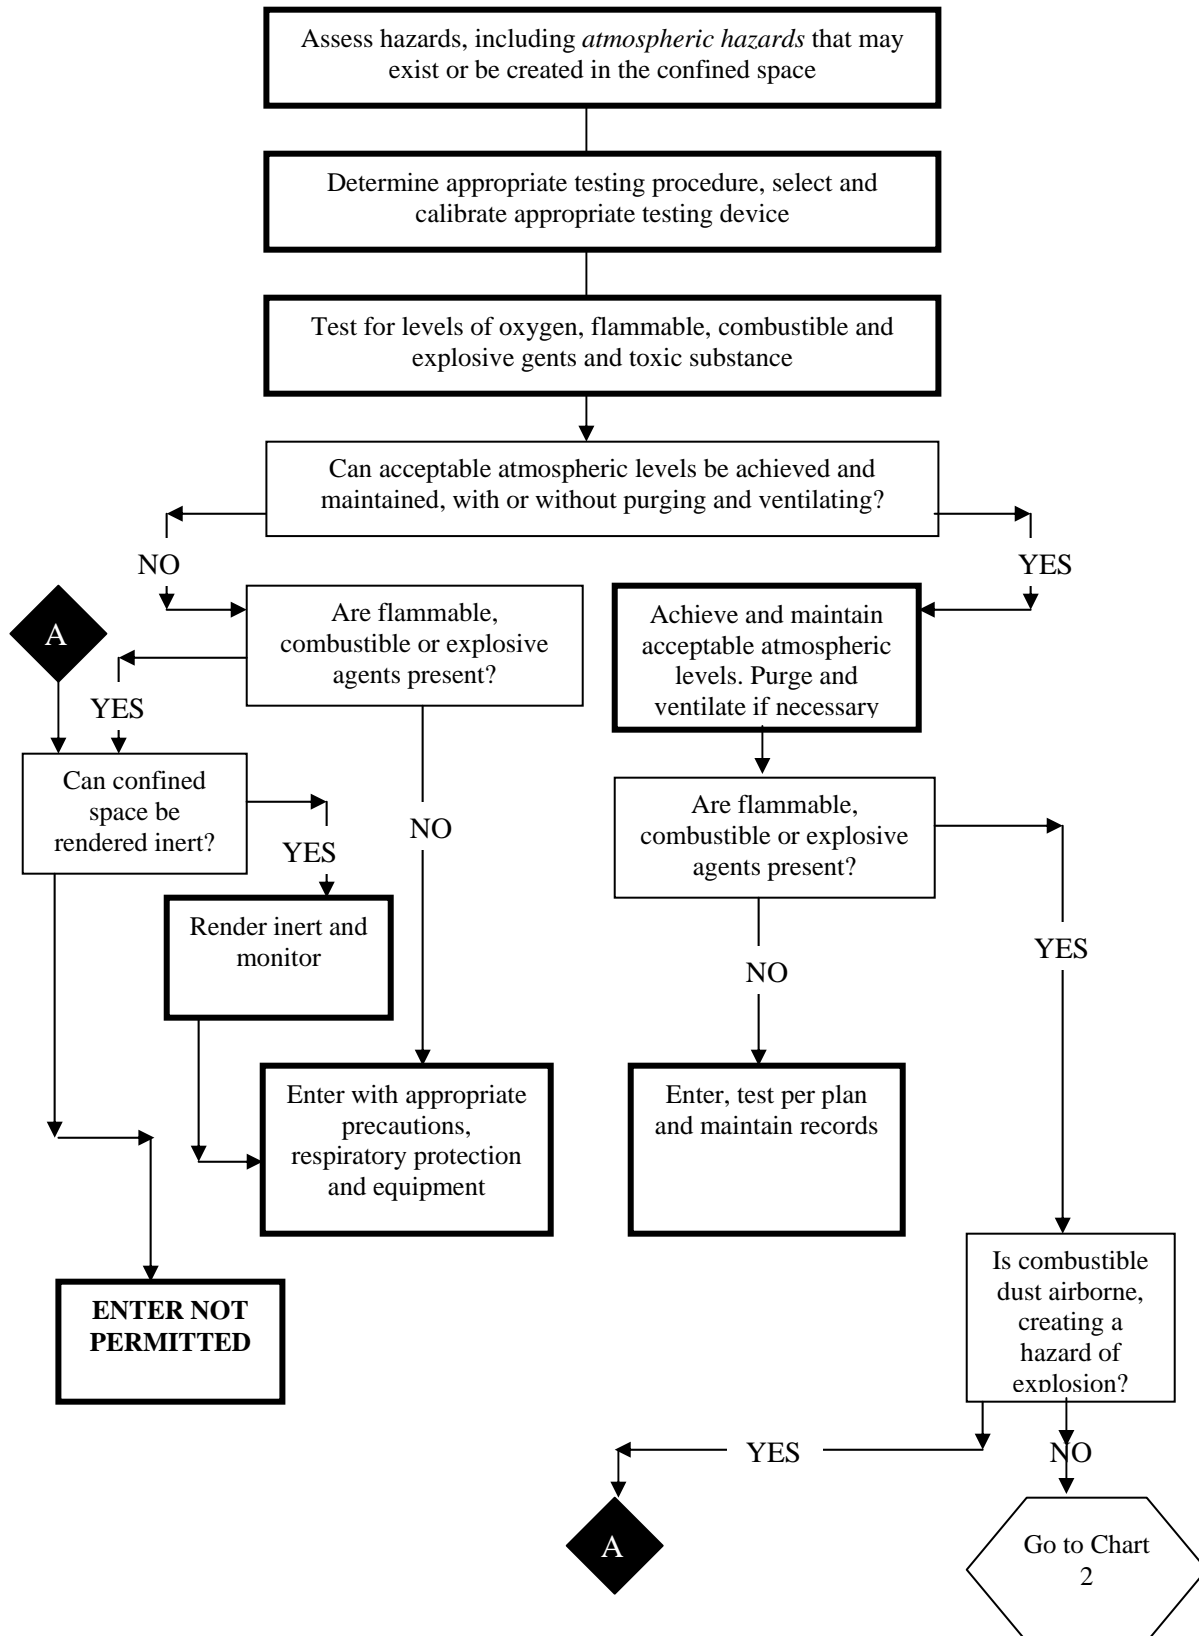 Assess hazards, including atmospheric hazards that may
exist or be created in the confined space
Determine appropriate testing procedure, select and
calibrate appropriate testing device
Test for levels of oxygen, flammable, combustible and
explosive gents and toxic substance
Can acceptable atmospheric levels be achieved and
maintained, with or without purging and ventilating?
NO
YES
A
Are flammable,
combustible or explosive
agents present?
YES
Achieve and maintain
acceptable atmospheric
levels. Purge and
ventilate if necessary
Can confined
space be
rendered inert?
YES
NO
Are flammable,
combustible or explosive
agents present?
Render inert and
monitor
NO
YES
Enter with appropriate
precautions,
respiratory protection
and equipment
Enter, test per plan
and maintain records
ENTER NOT
PERMITTED
Is combustible
dust airborne,
creating a
hazard of
explosion?
YES
NO
A
Go to Chart
2